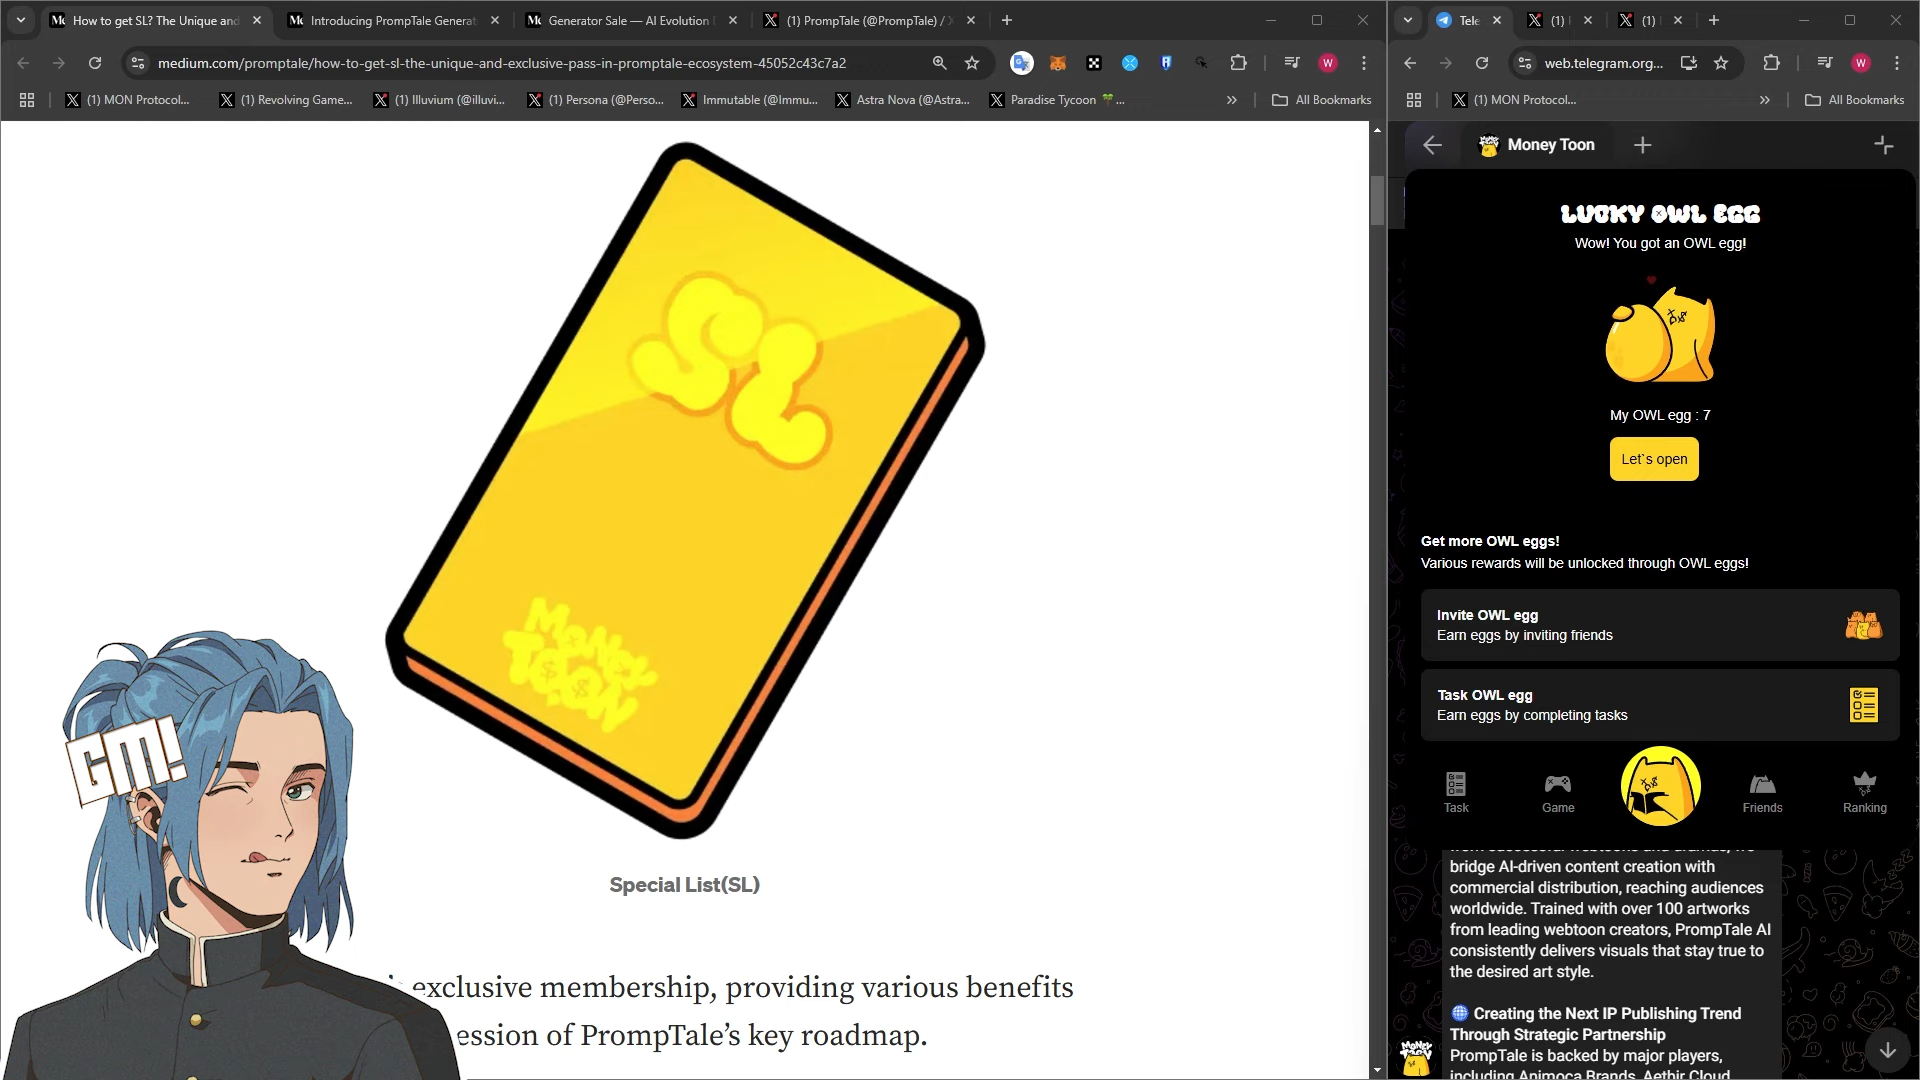 How to get SL? The Unique and
Introducing PrompTale Generat
Generator Sale — AI Evolution
(1) PrompTale (@PrompTale) / X
medium.com/promptale/how-to-get-sl-the-unique-and-exclusive-pass-in-promptale-ecosystem-45052c43c7a2
W
(1) MON Protocol...
(1) Revolving Game...
(1) Illuvium (@illuvi...
(1) Persona (@Perso...
Immutable (@Immu...
Astra Nova (@Astra...
Paradise Tycoon 🌴...
All Bookmarks
SL
MONEY
TOON
GM!
Special List(SL)
exclusive membership, providing various benefits
ession of PrompTale’s key roadmap.
Tele
(1)
(1)
web.telegram.org...
W
(1) MON Protocol...
All Bookmarks
Money Toon
LUCKY OWL EGG
Wow! You got an OWL egg!
My OWL egg : 7
Let`s open
Get more OWL eggs!
Various rewards will be unlocked through OWL eggs!
Invite OWL egg
Earn eggs by inviting friends
Task OWL egg
Earn eggs by completing tasks
Task
Game
Friends
Ranking
bridge AI-driven content creation with
commercial distribution, reaching audiences
worldwide. Trained with over 100 artworks
from leading webtoon creators, PrompTale AI
consistently delivers visuals that stay true to
the desired art style.
🌐 Creating the Next IP Publishing Trend
Through Strategic Partnership
PrompTale is backed by major players,
including Animoca Brands, Aethir Cloud,